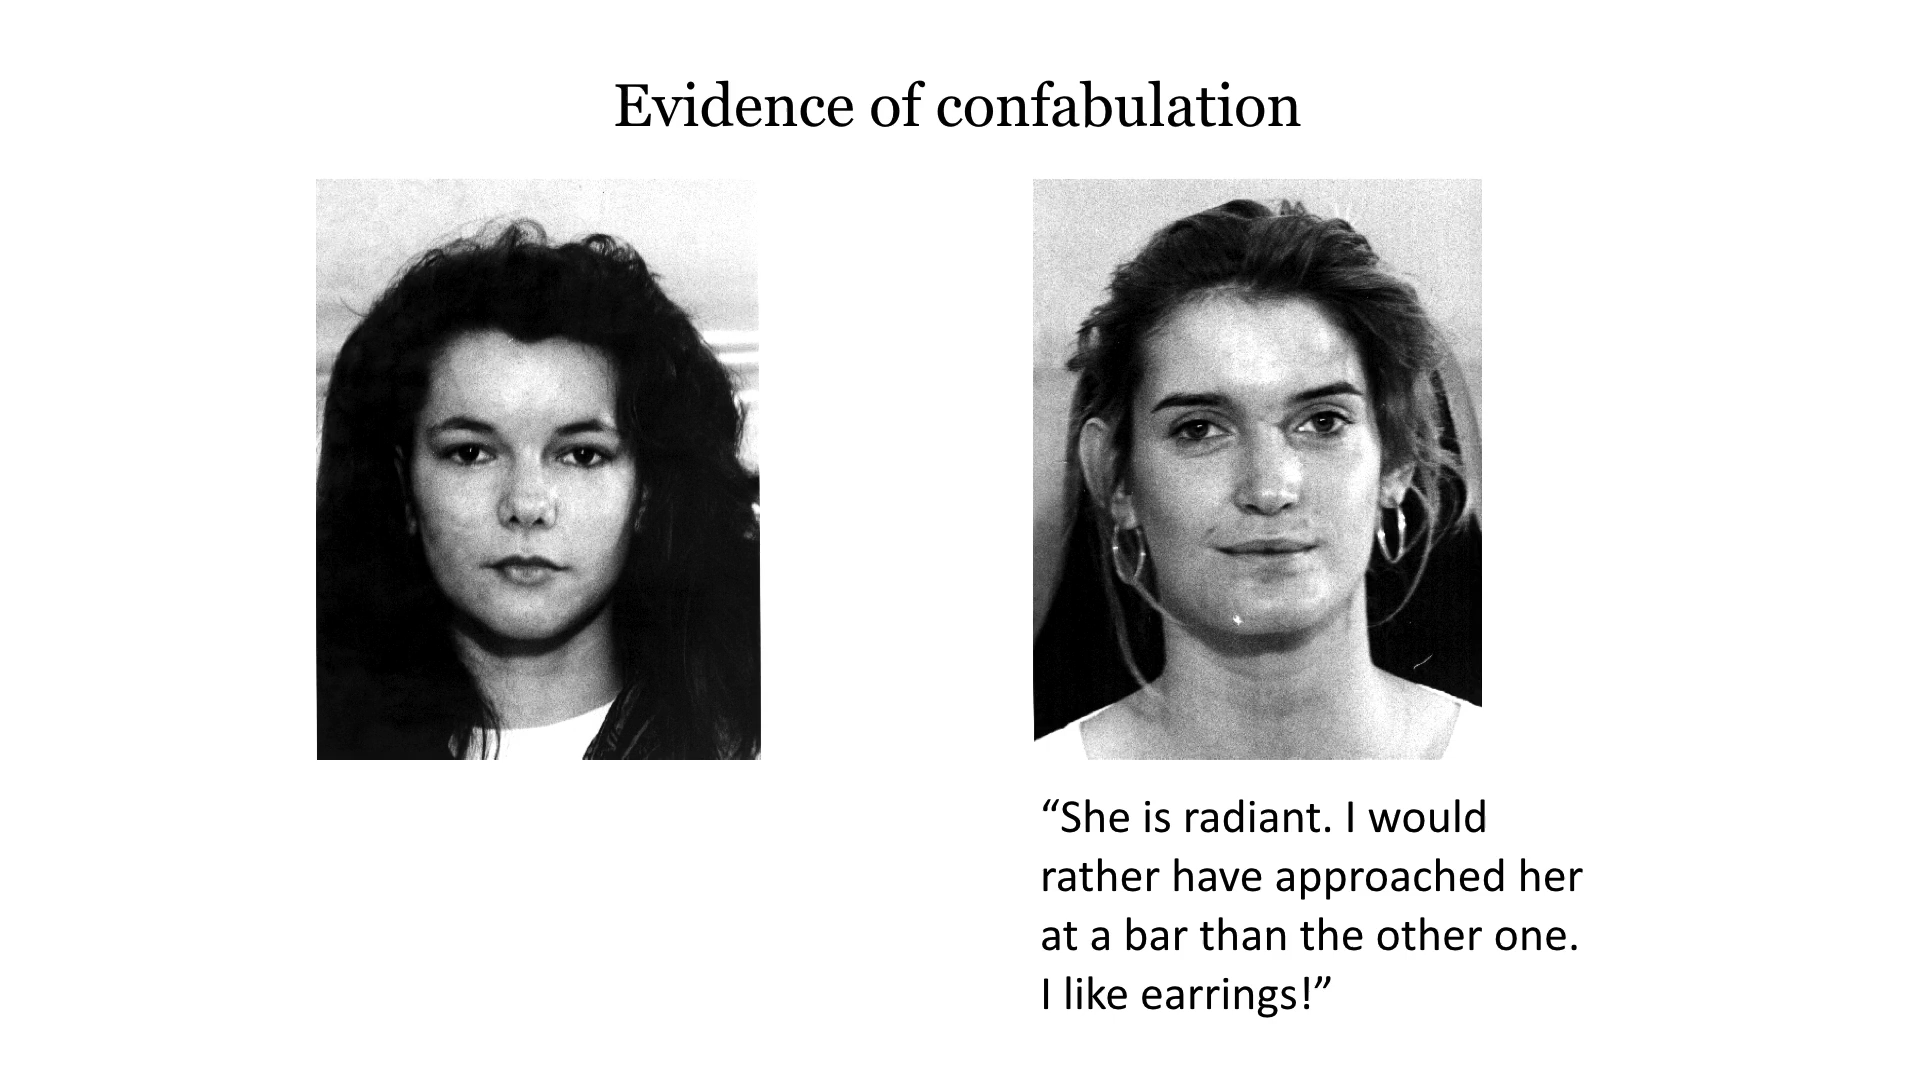 Evidence of confabulation
“She is radiant. I would
rather have approached her
at a bar than the other one.
I like earrings!”